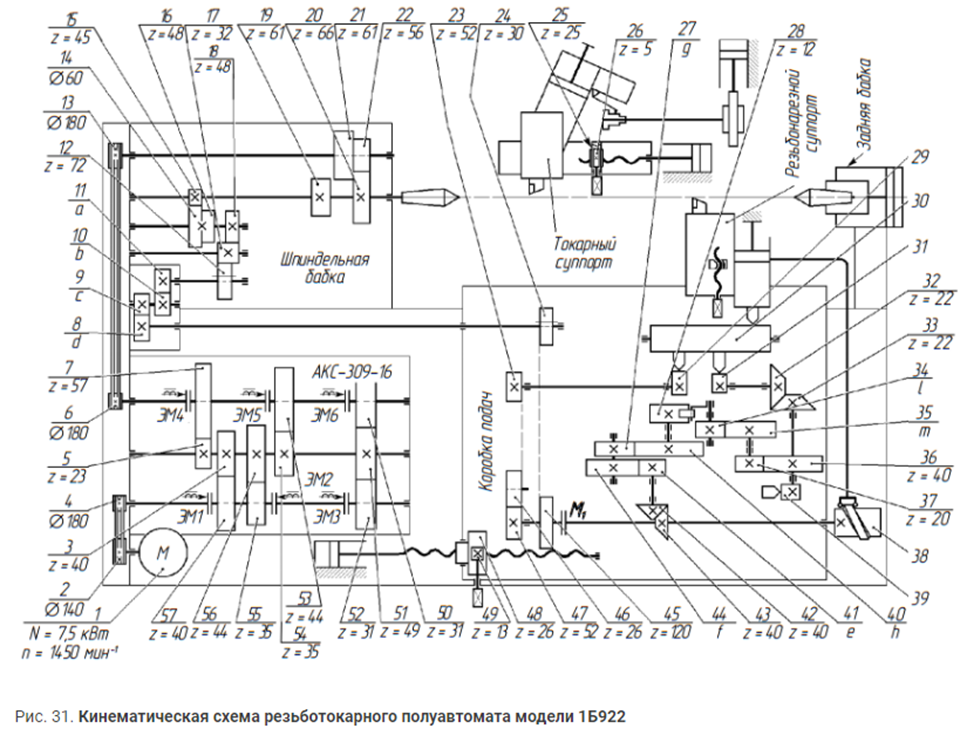 15
z=45
16
z=48
17
z=32
18
z=48
19
z=61
20
z=66
21
z=61
22
z=56
23
z=52
24
z=30
25
z=25
26
z=5
27
g
28
z=12
14
Ø60
13
Ø180
12
z=72
11
a
10
b
9
c
8
d
7
z=57
6
Ø180
5
z=23
4
Ø180
3
z=40
2
Ø140
1
N = 7,5 кВт
n = 1450 мин⁻¹
Шпиндельная
бабка
Токарный
суппорт
Резьбонарезной
суппорт
Задняя бабка
29
30
31
32
z=22
33
z=22
34
l
35
m
36
z=40
37
z=20
38
39
АКС-309-16
ЭМ4
ЭМ5
ЭМ6
ЭМ1
ЭМ2
ЭМ3
М
Коробка подач
М₁
57
z=40
56
z=44
55
z=35
53
z=44
54
z=35
52
z=31
51
z=49
50
z=31
49
z=13
48
z=26
47
z=52
46
z=26
45
z=120
44
f
43
z=40
42
z=40
41
e
40
h
Рис. 31. Кинематическая схема резьботокарного полуавтомата модели 1Б922